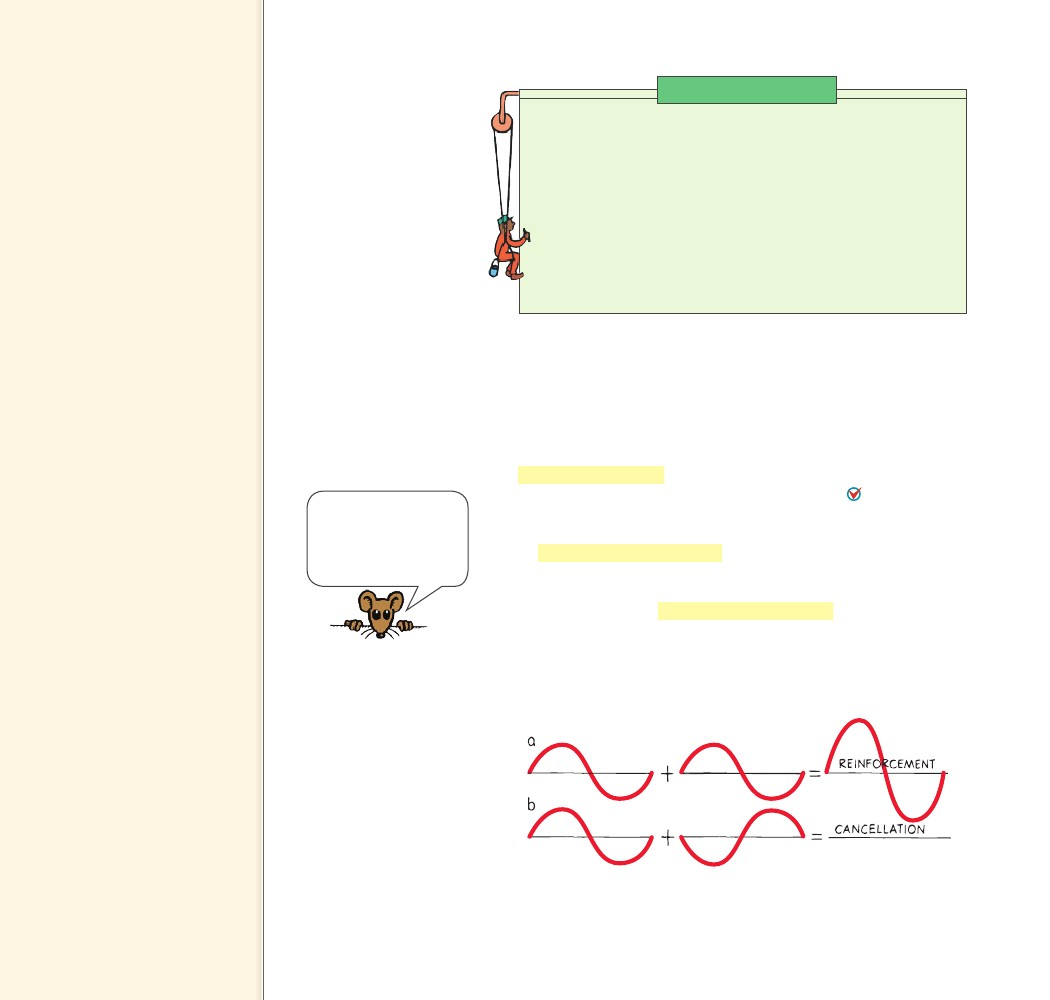 a
+ = REINFORCEMENT
b
+ = CANCELLATION